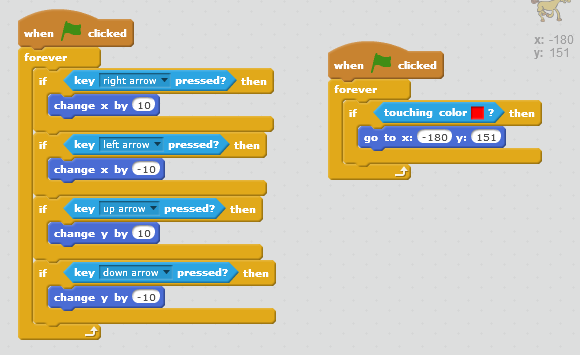 when clicked
forever
if key right arrow pressed? then
change x by 10
if key left arrow pressed? then
change x by -10
if key up arrow pressed? then
change y by 10
if key down arrow pressed? then
change y by -10
when clicked
forever
if touching color ? then
go to x: -180 y: 151
x: -180
y: 151